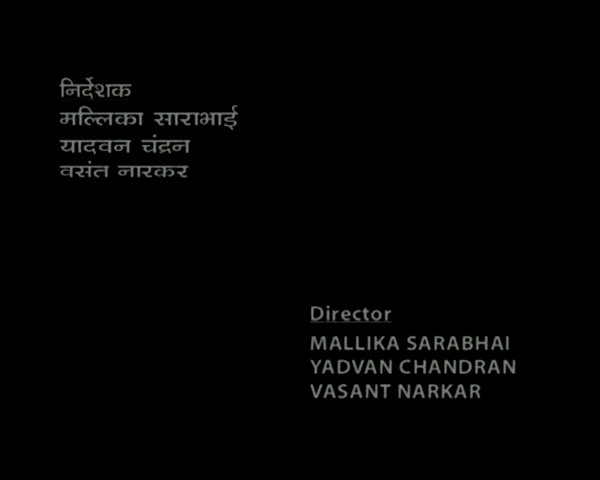 निर्देशक
मल्लिका साराभाई
यादवन चंद्रन
वसंत नारकर
Director
MALLIKA SARABHAI
YADVAN CHANDRAN
VASANT NARKAR